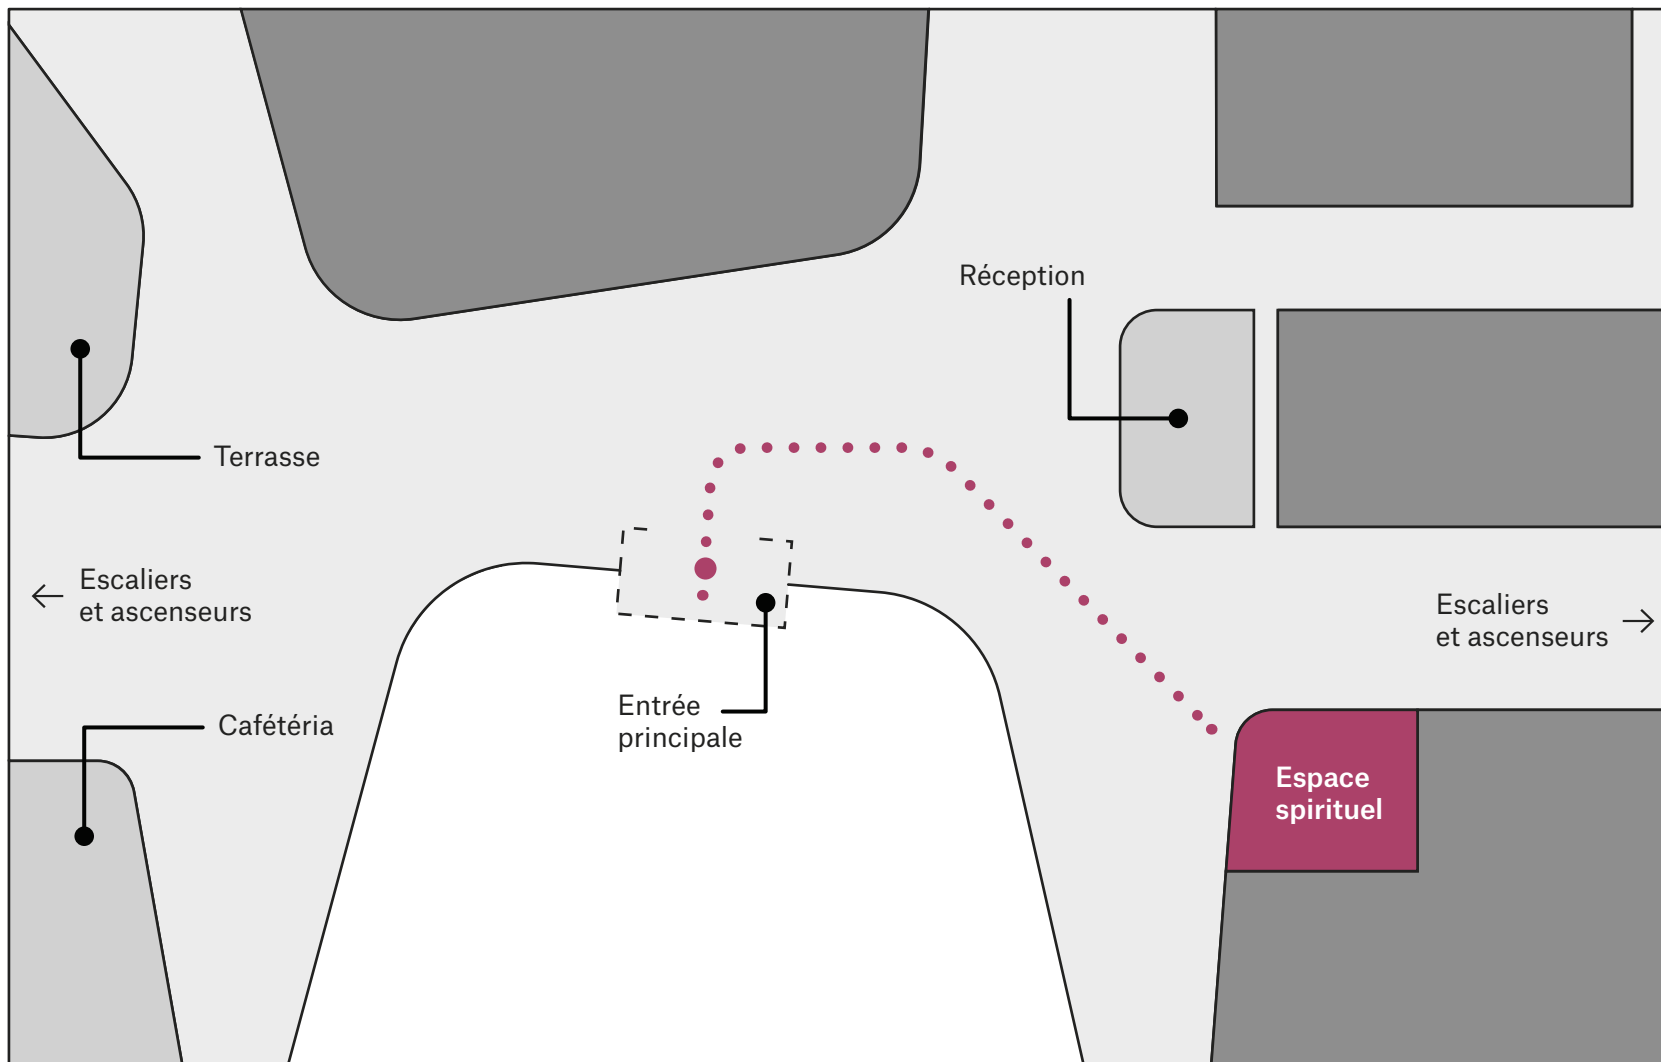 Réception
Terrasse
Escaliers
et ascenseurs
Escaliers
et ascenseurs
Entrée
principale
Cafétéria
Espace
spirituel